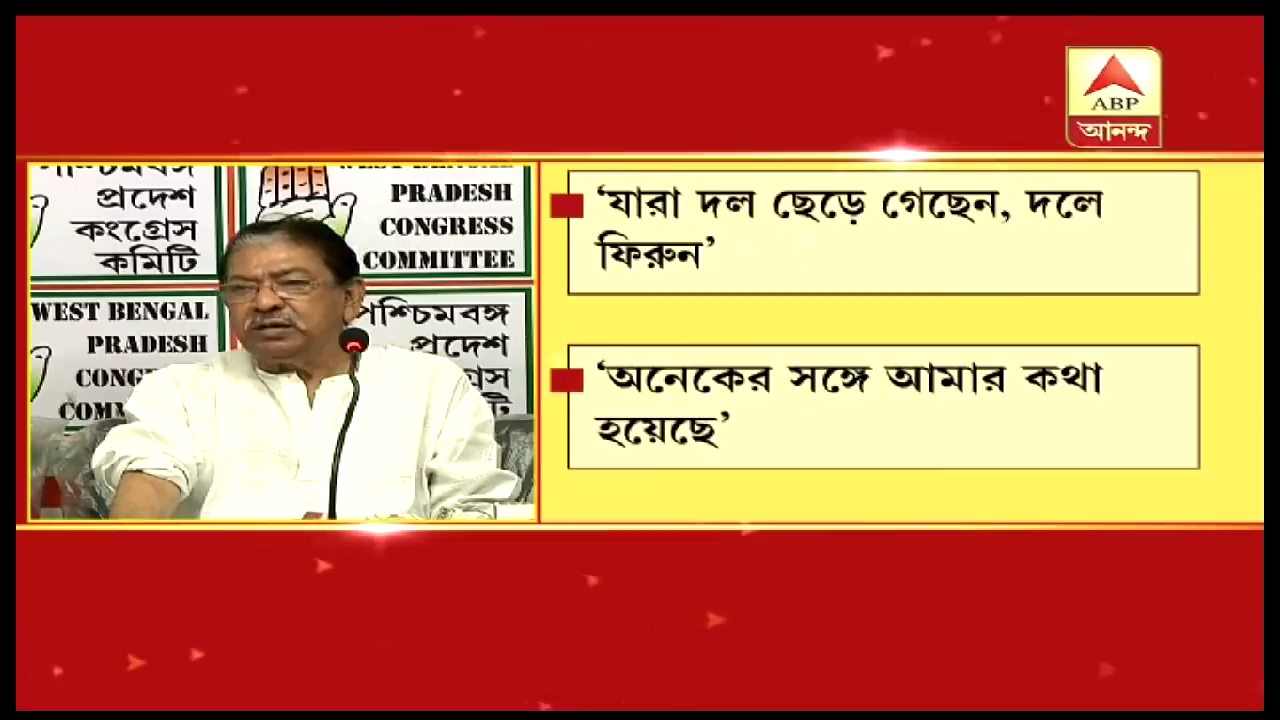 ABP
আনন্দ
প্রদেশ
কংগ্রেস
কমিটি
PRADESH
CONGRESS
COMMITTEE
WEST BENGAL
PRADESH
পশ্চিমবঙ্গ
প্রদেশ
‘যারা দল ছেড়ে গেছেন, দলে
ফিরুন’
‘অনেকের সঙ্গে আমার কথা
হয়েছে’